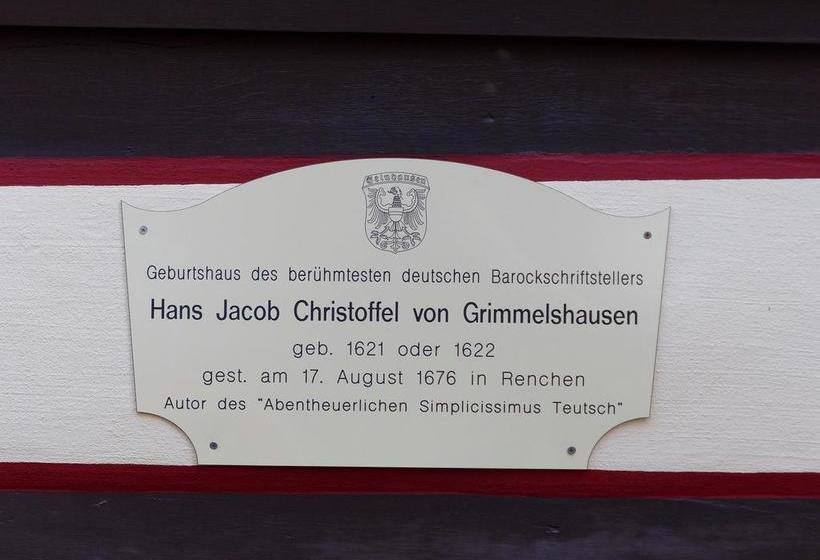 Gelnhausen
Geburtshaus des berühmtesten deutschen Barockschriftstellers
Hans Jacob Christoffel von Grimmelshausen
geb. 1621 oder 1622
gest. am 17. August 1676 in Renchen
Autor des "Abentheuerlichen Simplicissimus Teutsch"